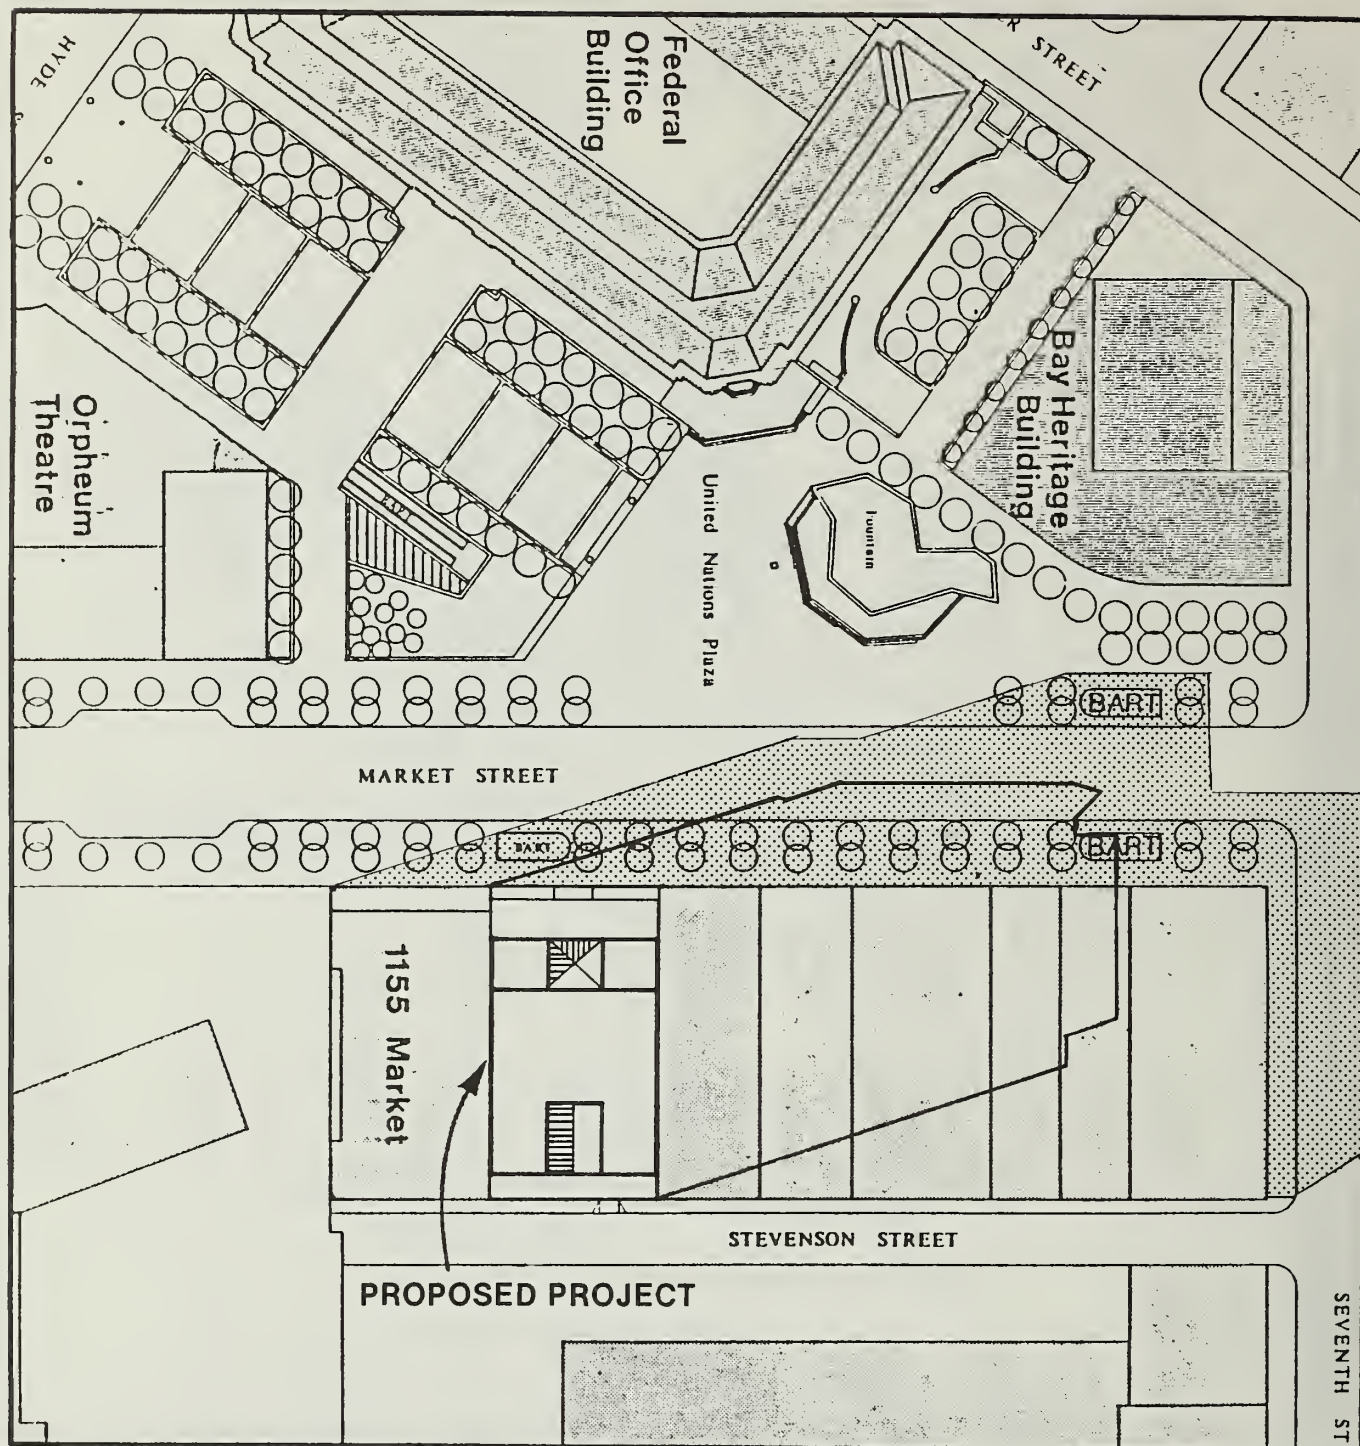 HYDE
Federal
Office
Building
ER STREET
Bay Heritage
Building
Orpheum
Theatre
United Nations Plaza
Fountain
BART
MARKET STREET
BART
BART
1155 Market
STEVENSON STREET
PROPOSED PROJECT
SEVENTH ST